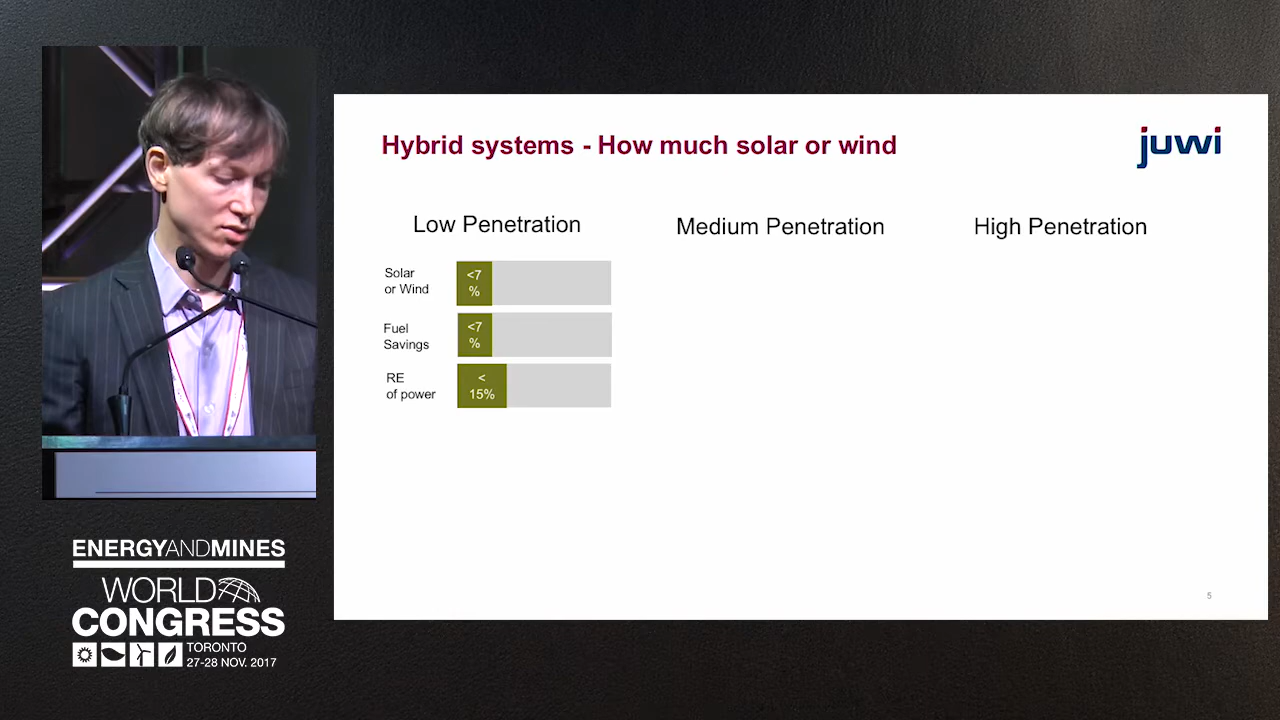 Hybrid systems - How much solar or wind
juwi
Low Penetration
Medium Penetration
High Penetration
Solar
or Wind
<7
%
Fuel
Savings
<7
%
RE
of power
<
15%
5
ENERGYANDMINES
WORLD
CONGRESS
TORONTO
27-28 NOV. 2017